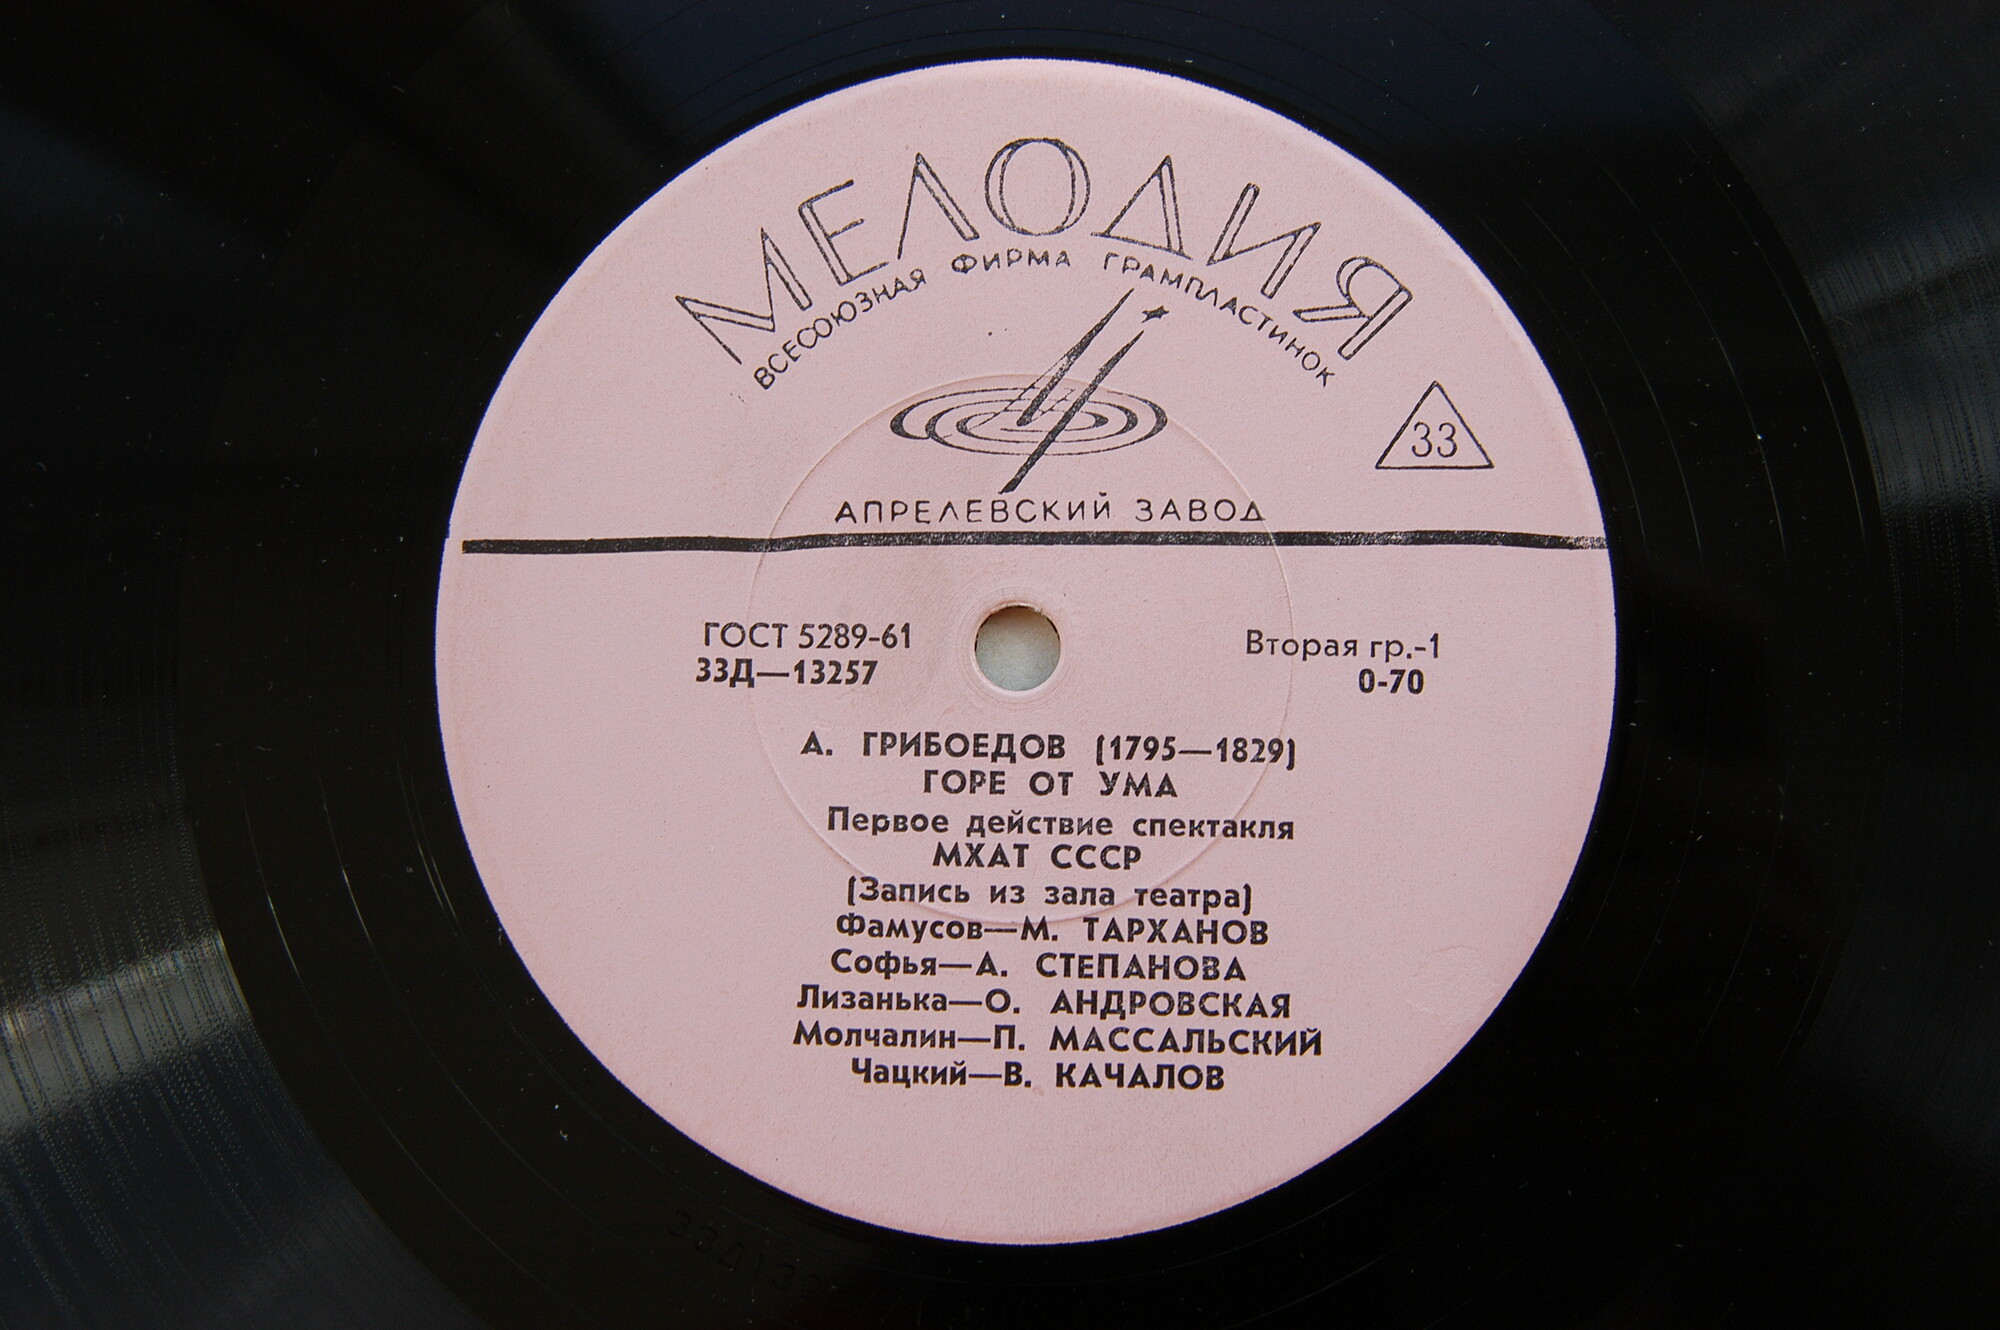 МЕЛОДИЯ
ВСЕСОЮЗНАЯ ФИРМА ГРАМПЛАСТИНОК
33
АПРЕЛЕВСКИЙ ЗАВОД
ГОСТ 5289-61
33Д—13257
Вторая гр.-1
0-70
А. ГРИБОЕДОВ (1795—1829)
ГОРЕ ОТ УМА
Первое действие спектакля
МХАТ СССР
(Запись из зала театра)
Фамусов—М. ТАРХАНОВ
Софья—А. СТЕПАНОВА
Лизанька—О. АНДРОВСКАЯ
Молчалин—П. МАССАЛЬСКИЙ
Чацкий—В. КАЧАЛОВ